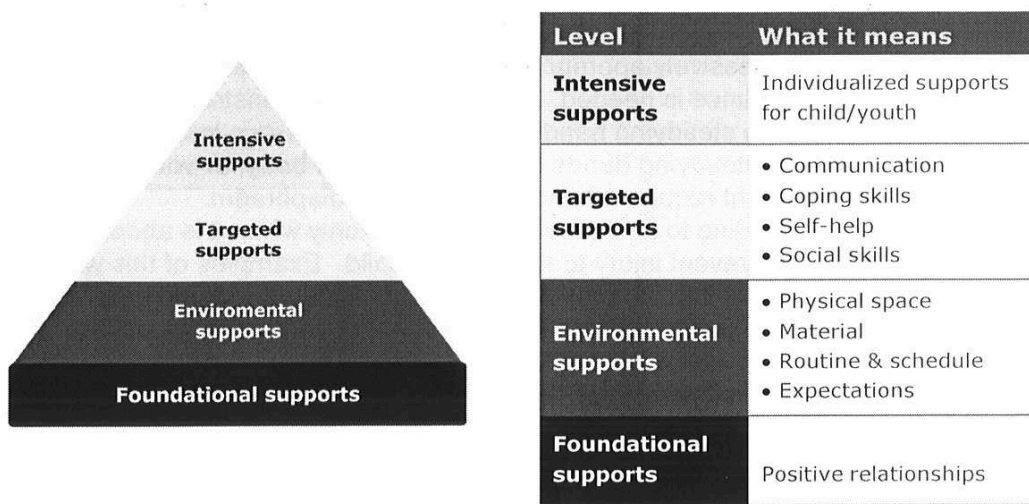 Intensive
supports
Targeted
supports
Enviromental
supports
Foundational supports
Level What it means
Intensive
supports
Individualized supports
for child/youth
Targeted
supports
• Communication
• Coping skills
• Self-help
• Social skills
Environmental
supports
• Physical space
• Material
• Routine & schedule
• Expectations
Foundational
supports
Positive relationships